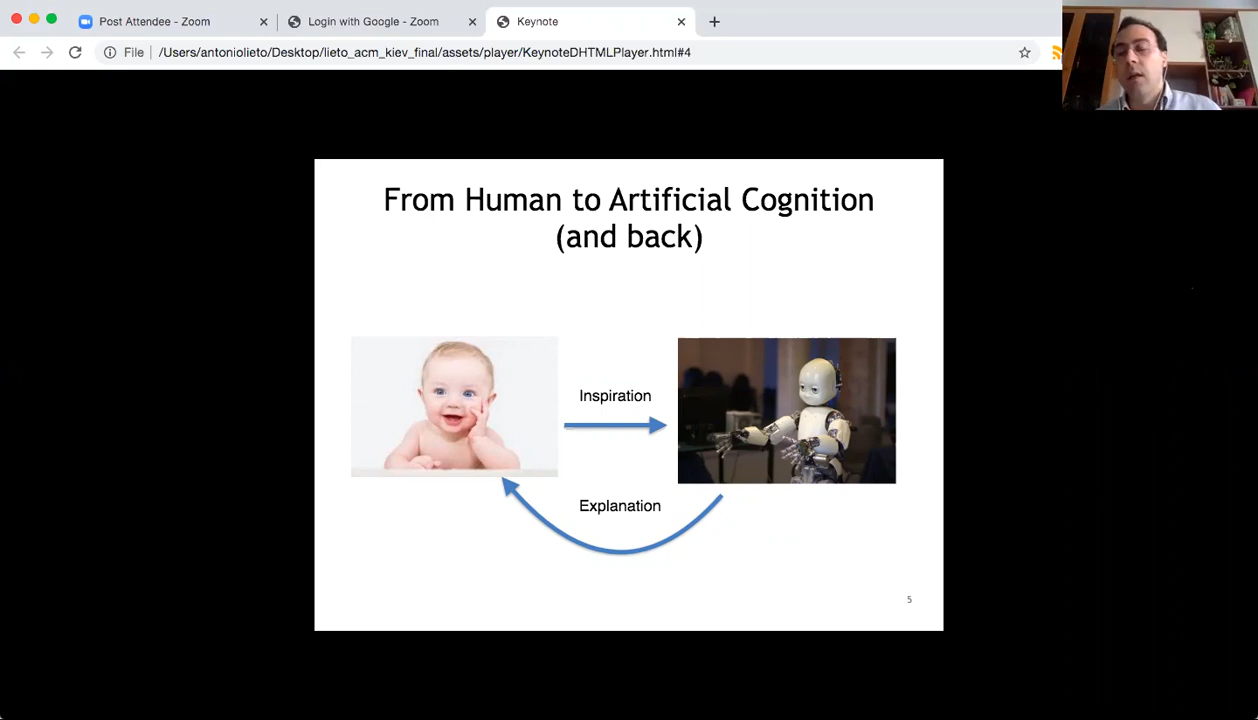 Post Attendee - Zoom
Login with Google - Zoom
Keynote
File
/Users/antoniolieto/Desktop/lieto_acm_kiev_final/assets/player/KeynoteDHTMLPlayer.html#4
From Human to Artificial Cognition
(and back)
Inspiration
Explanation
5